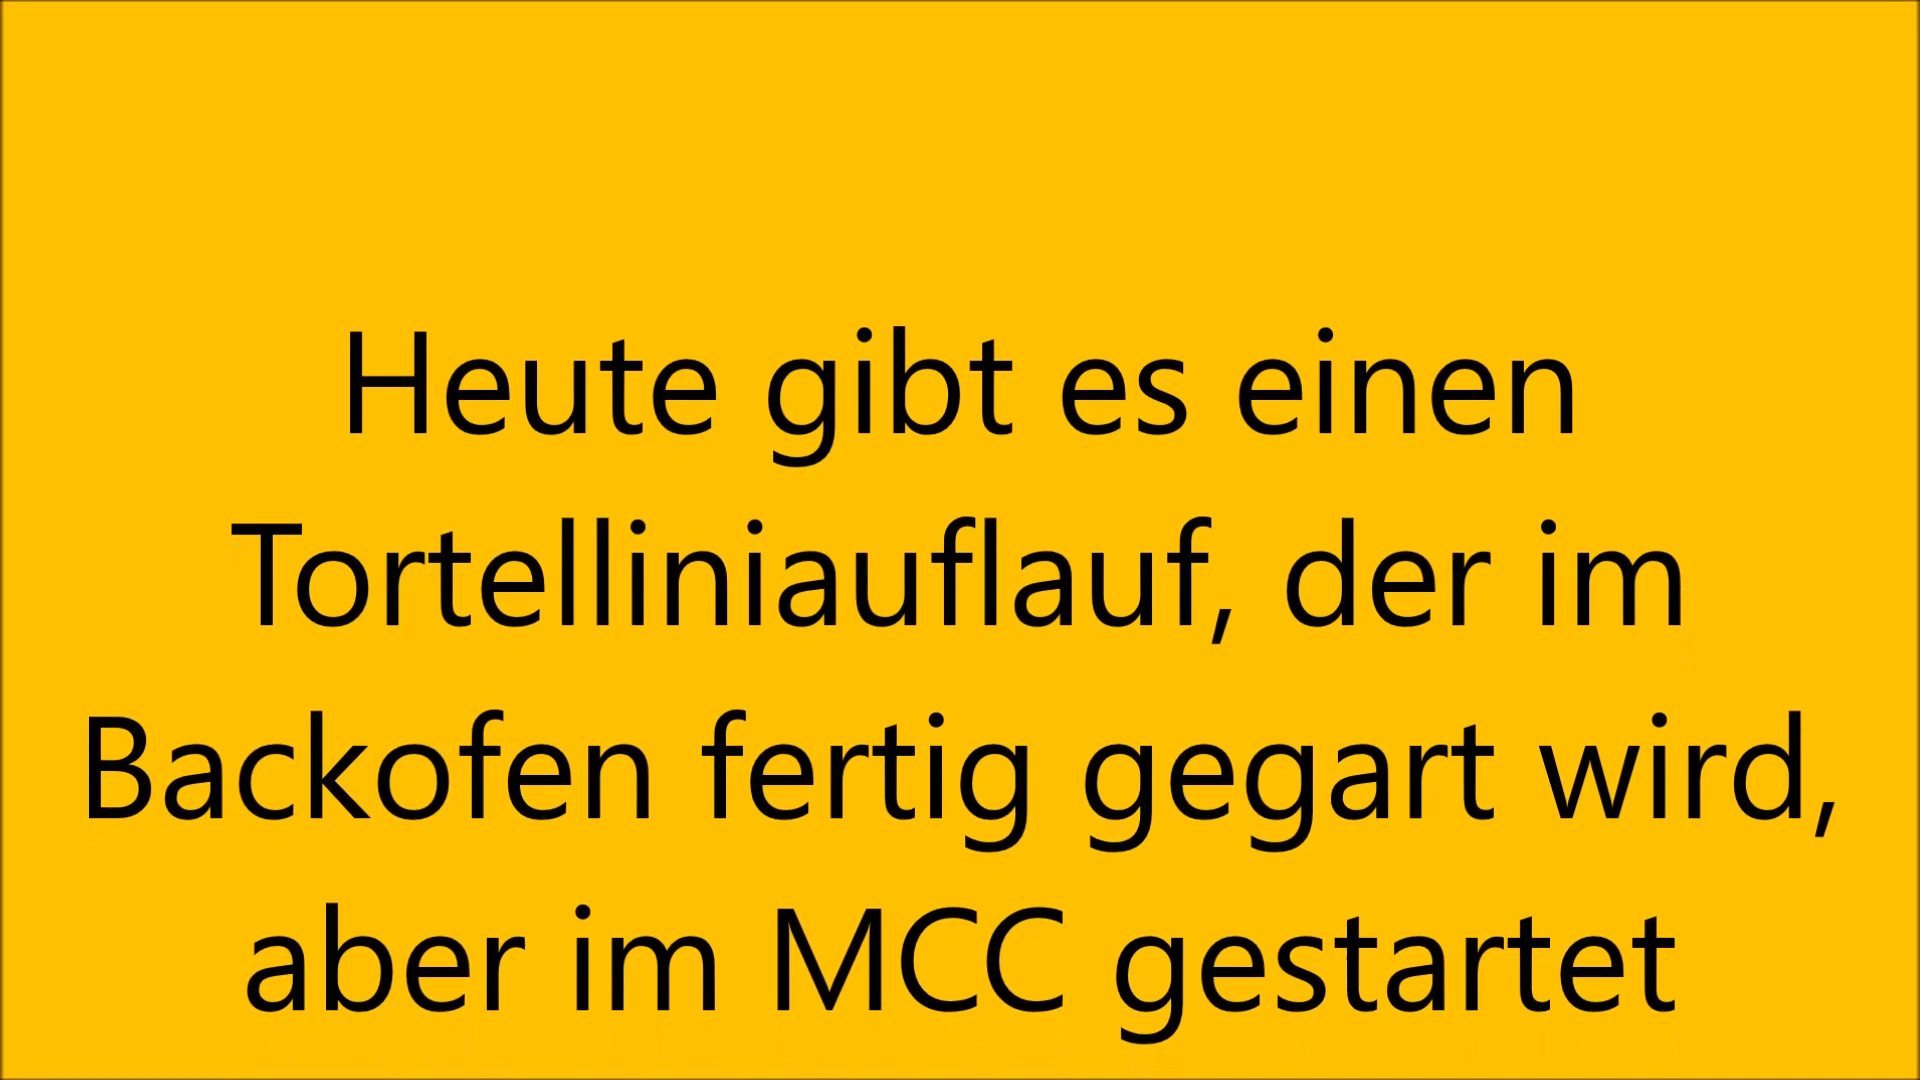 Heute gibt es einen
Tortelliniauflauf, der im
Backofen fertig gegart wird,
aber im MCC gestartet